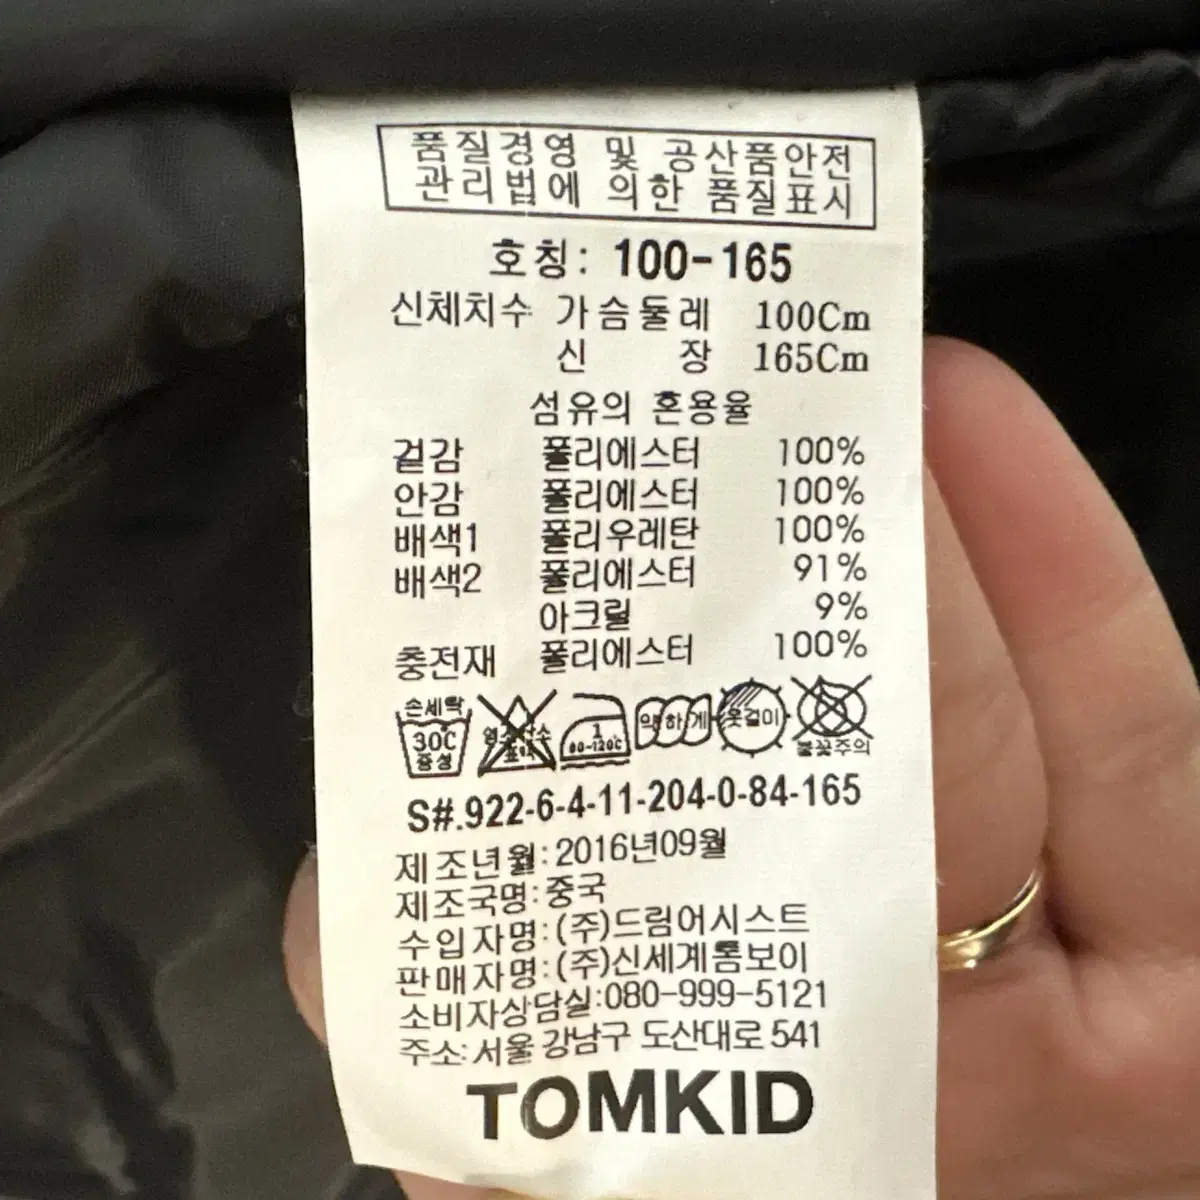 품질경영 및 공산품안전
관리법에 의한 품질표시
호칭: 100-165
신체치수 가슴둘레 100Cm
신 장 165Cm
섬유의 혼용율
겉감 폴리에스터 100%
안감 폴리에스터 100%
배색1 폴리우레탄 100%
배색2 폴리에스터 91%
아크릴 9%
충전재 폴리에스터 100%
손세탁 30C 중성
염소산소 표백
1 80-120℃
약하게
옷걸이
불꽃주의
S#.922-6-4-11-204-0-84-165
제조년월:2016년09월
제조국명:중국
수입자명:(주)드림어시스트
판매자명:(주)신세계톰보이
소비자상담실:080-999-5121
주소:서울 강남구 도산대로 541
TOMKID